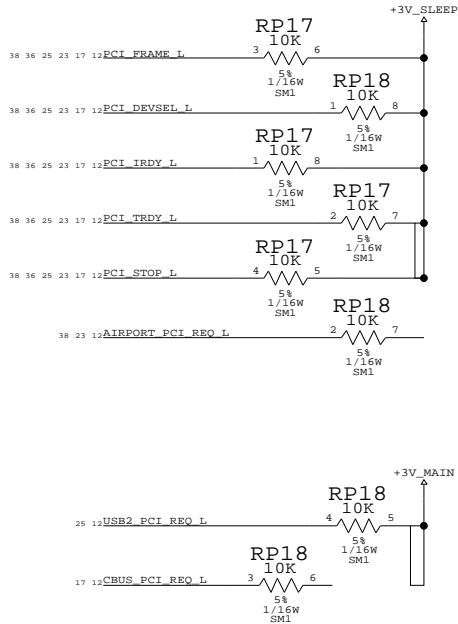 +3V_SLEEP
RP17
10K
38 36 25 23 17 12 PCI_FRAME_L
3 6
5%
1/16W
SM1
RP18
10K
38 36 25 23 17 12 PCI_DEVSEL_L
1 8
5%
1/16W
SM1
RP17
10K
38 36 25 23 17 12 PCI_IRDY_L
1 8
5%
1/16W
SM1
RP17
10K
38 36 25 23 17 12 PCI_TRDY_L
2 7
5%
1/16W
SM1
RP17
10K
38 36 25 23 17 12 PCI_STOP_L
4 5
5%
1/16W
SM1
RP18
10K
38 23 12 AIRPORT_PCI_REQ_L
2 7
5%
1/16W
SM1
+3V_MAIN
RP18
10K
25 12 USB2_PCI_REQ_L
4 5
5%
1/16W
SM1
RP18
10K
17 12 CBUS_PCI_REQ_L
3 6
5%
1/16W
SM1